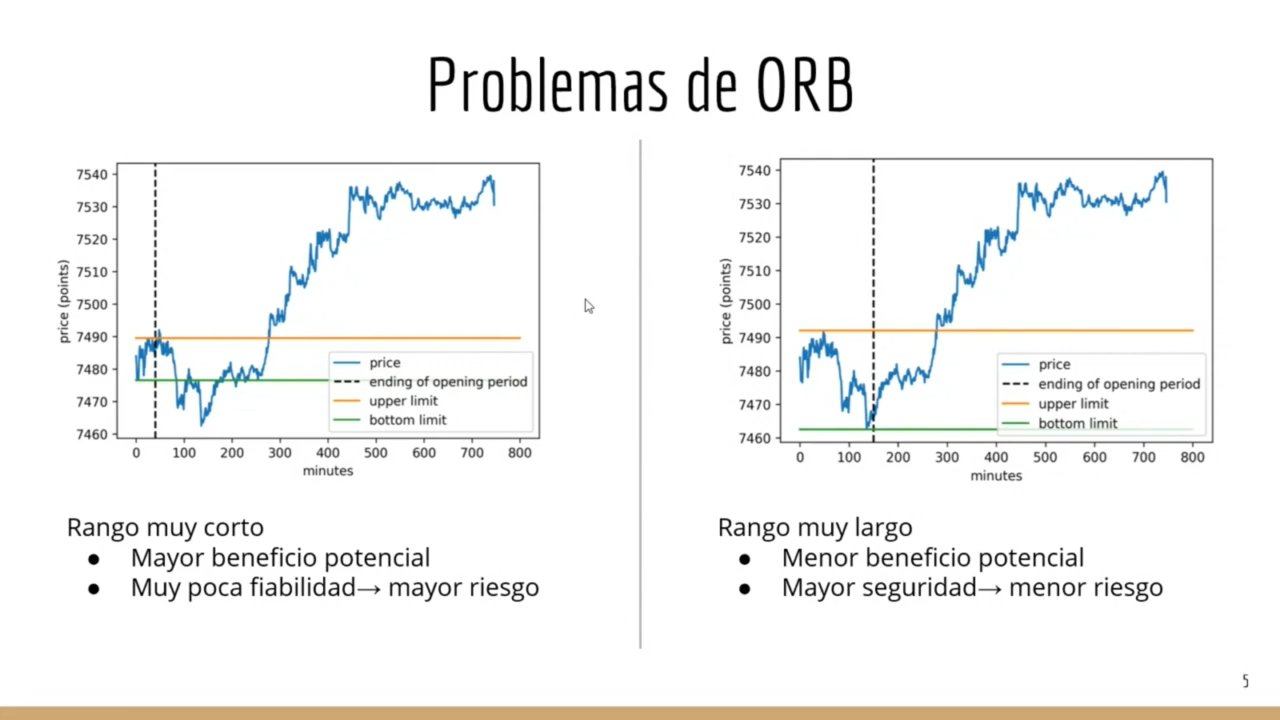 Problemas de ORB
7540
7530
7520
7510
7500
7490
7480
7470
7460
price (points)
0 100 200 300 400 500 600 700 800
minutes
price
ending of opening period
upper limit
bottom limit
Rango muy corto
● Mayor beneficio potencial
● Muy poca fiabilidad→ mayor riesgo
7540
7530
7520
7510
7500
7490
7480
7470
7460
price (points)
0 100 200 300 400 500 600 700 800
minutes
price
ending of opening period
upper limit
bottom limit
Rango muy largo
● Menor beneficio potencial
● Mayor seguridad→ menor riesgo
5